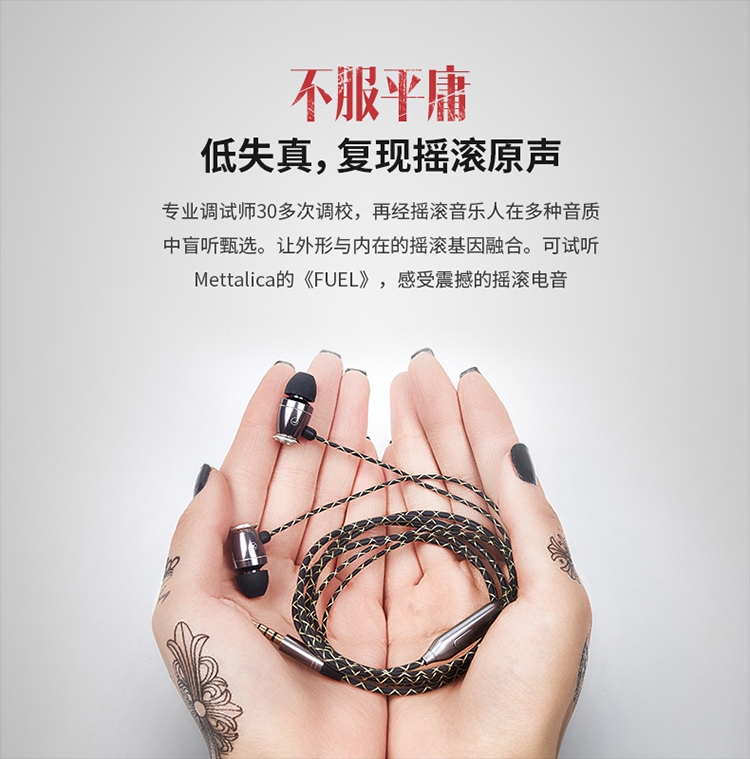 不服平庸
低失真，复现摇滚原声
专业调试师30多次调校，再经摇滚音乐人在多种音质
中盲听甄选。让外形与内在的摇滚基因融合。可试听
Mettalica的《FUEL》，感受震撼的摇滚电音